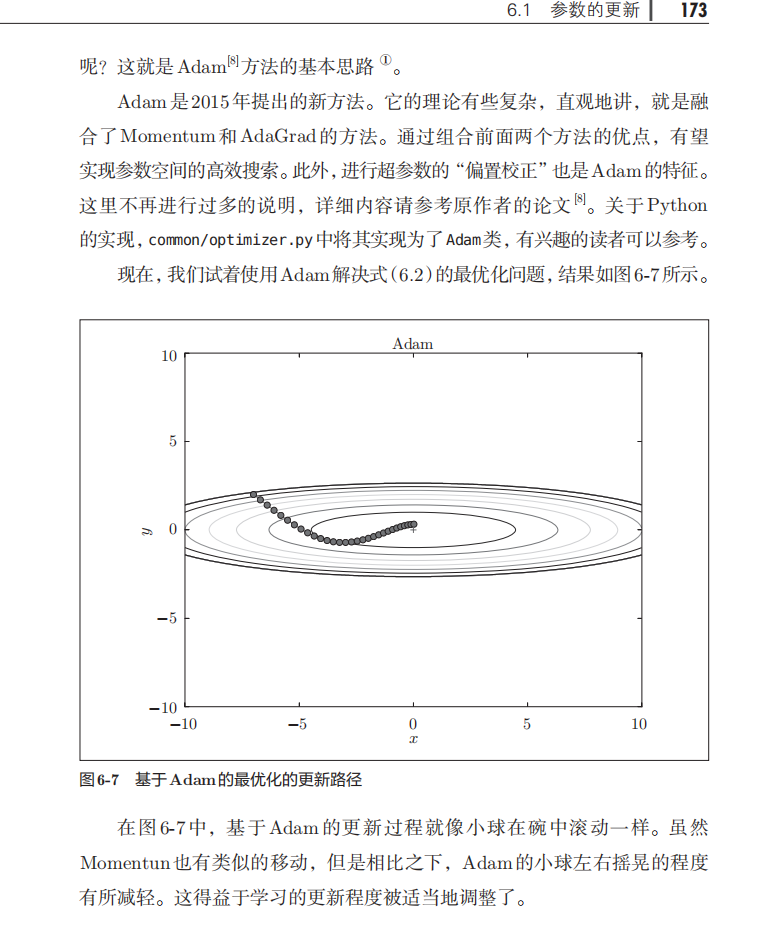 6.1 参数的更新 173
呢？这就是 Adam[8]方法的基本思路 ①。
Adam 是2015年提出的新方法。它的理论有些复杂，直观地讲，就是融
合了Momentum 和 AdaGrad 的方法。通过组合前面两个方法的优点，有望
实现参数空间的高效搜索。此外，进行超参数的“偏置校正”也是 Adam 的特征。
这里不再进行过多的说明，详细内容请参考原作者的论文[8]。关于 Python
的实现，common/optimizer.py 中将其实现为了 Adam 类，有兴趣的读者可以参考。
现在，我们试着使用 Adam 解决式（6.2）的最优化问题，结果如图 6-7 所示。
Adam
10
5
0
−5
−10
y
−10 −5 0 5 10
x
图6-7 基于 Adam 的最优化的更新路径
在图 6-7 中，基于 Adam 的更新过程就像小球在碗中滚动一样。虽然
Momentun 也有类似的移动，但是相比之下，Adam 的小球左右摇晃的程度
有所减轻。这得益于学习的更新程度被适当地调整了。